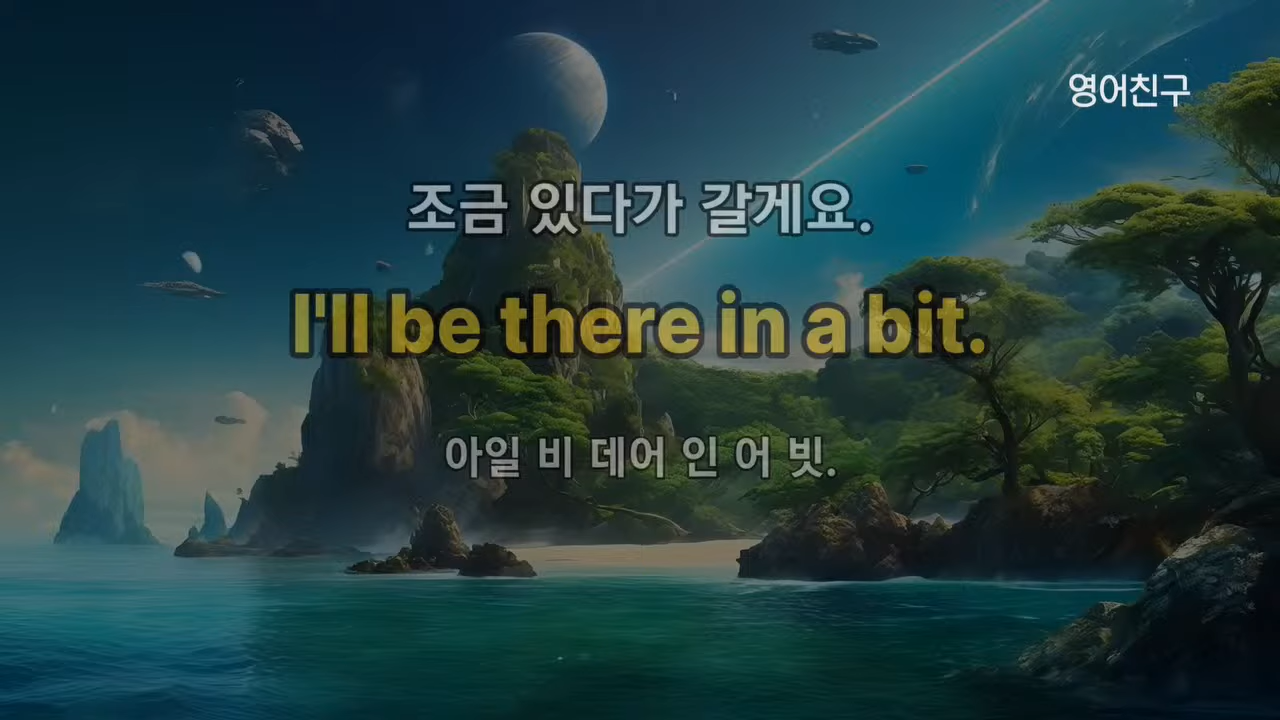 영어친구
조금 있다가 갈게요.
I'll be there in a bit.
아일 비 데어 인 어 빗.